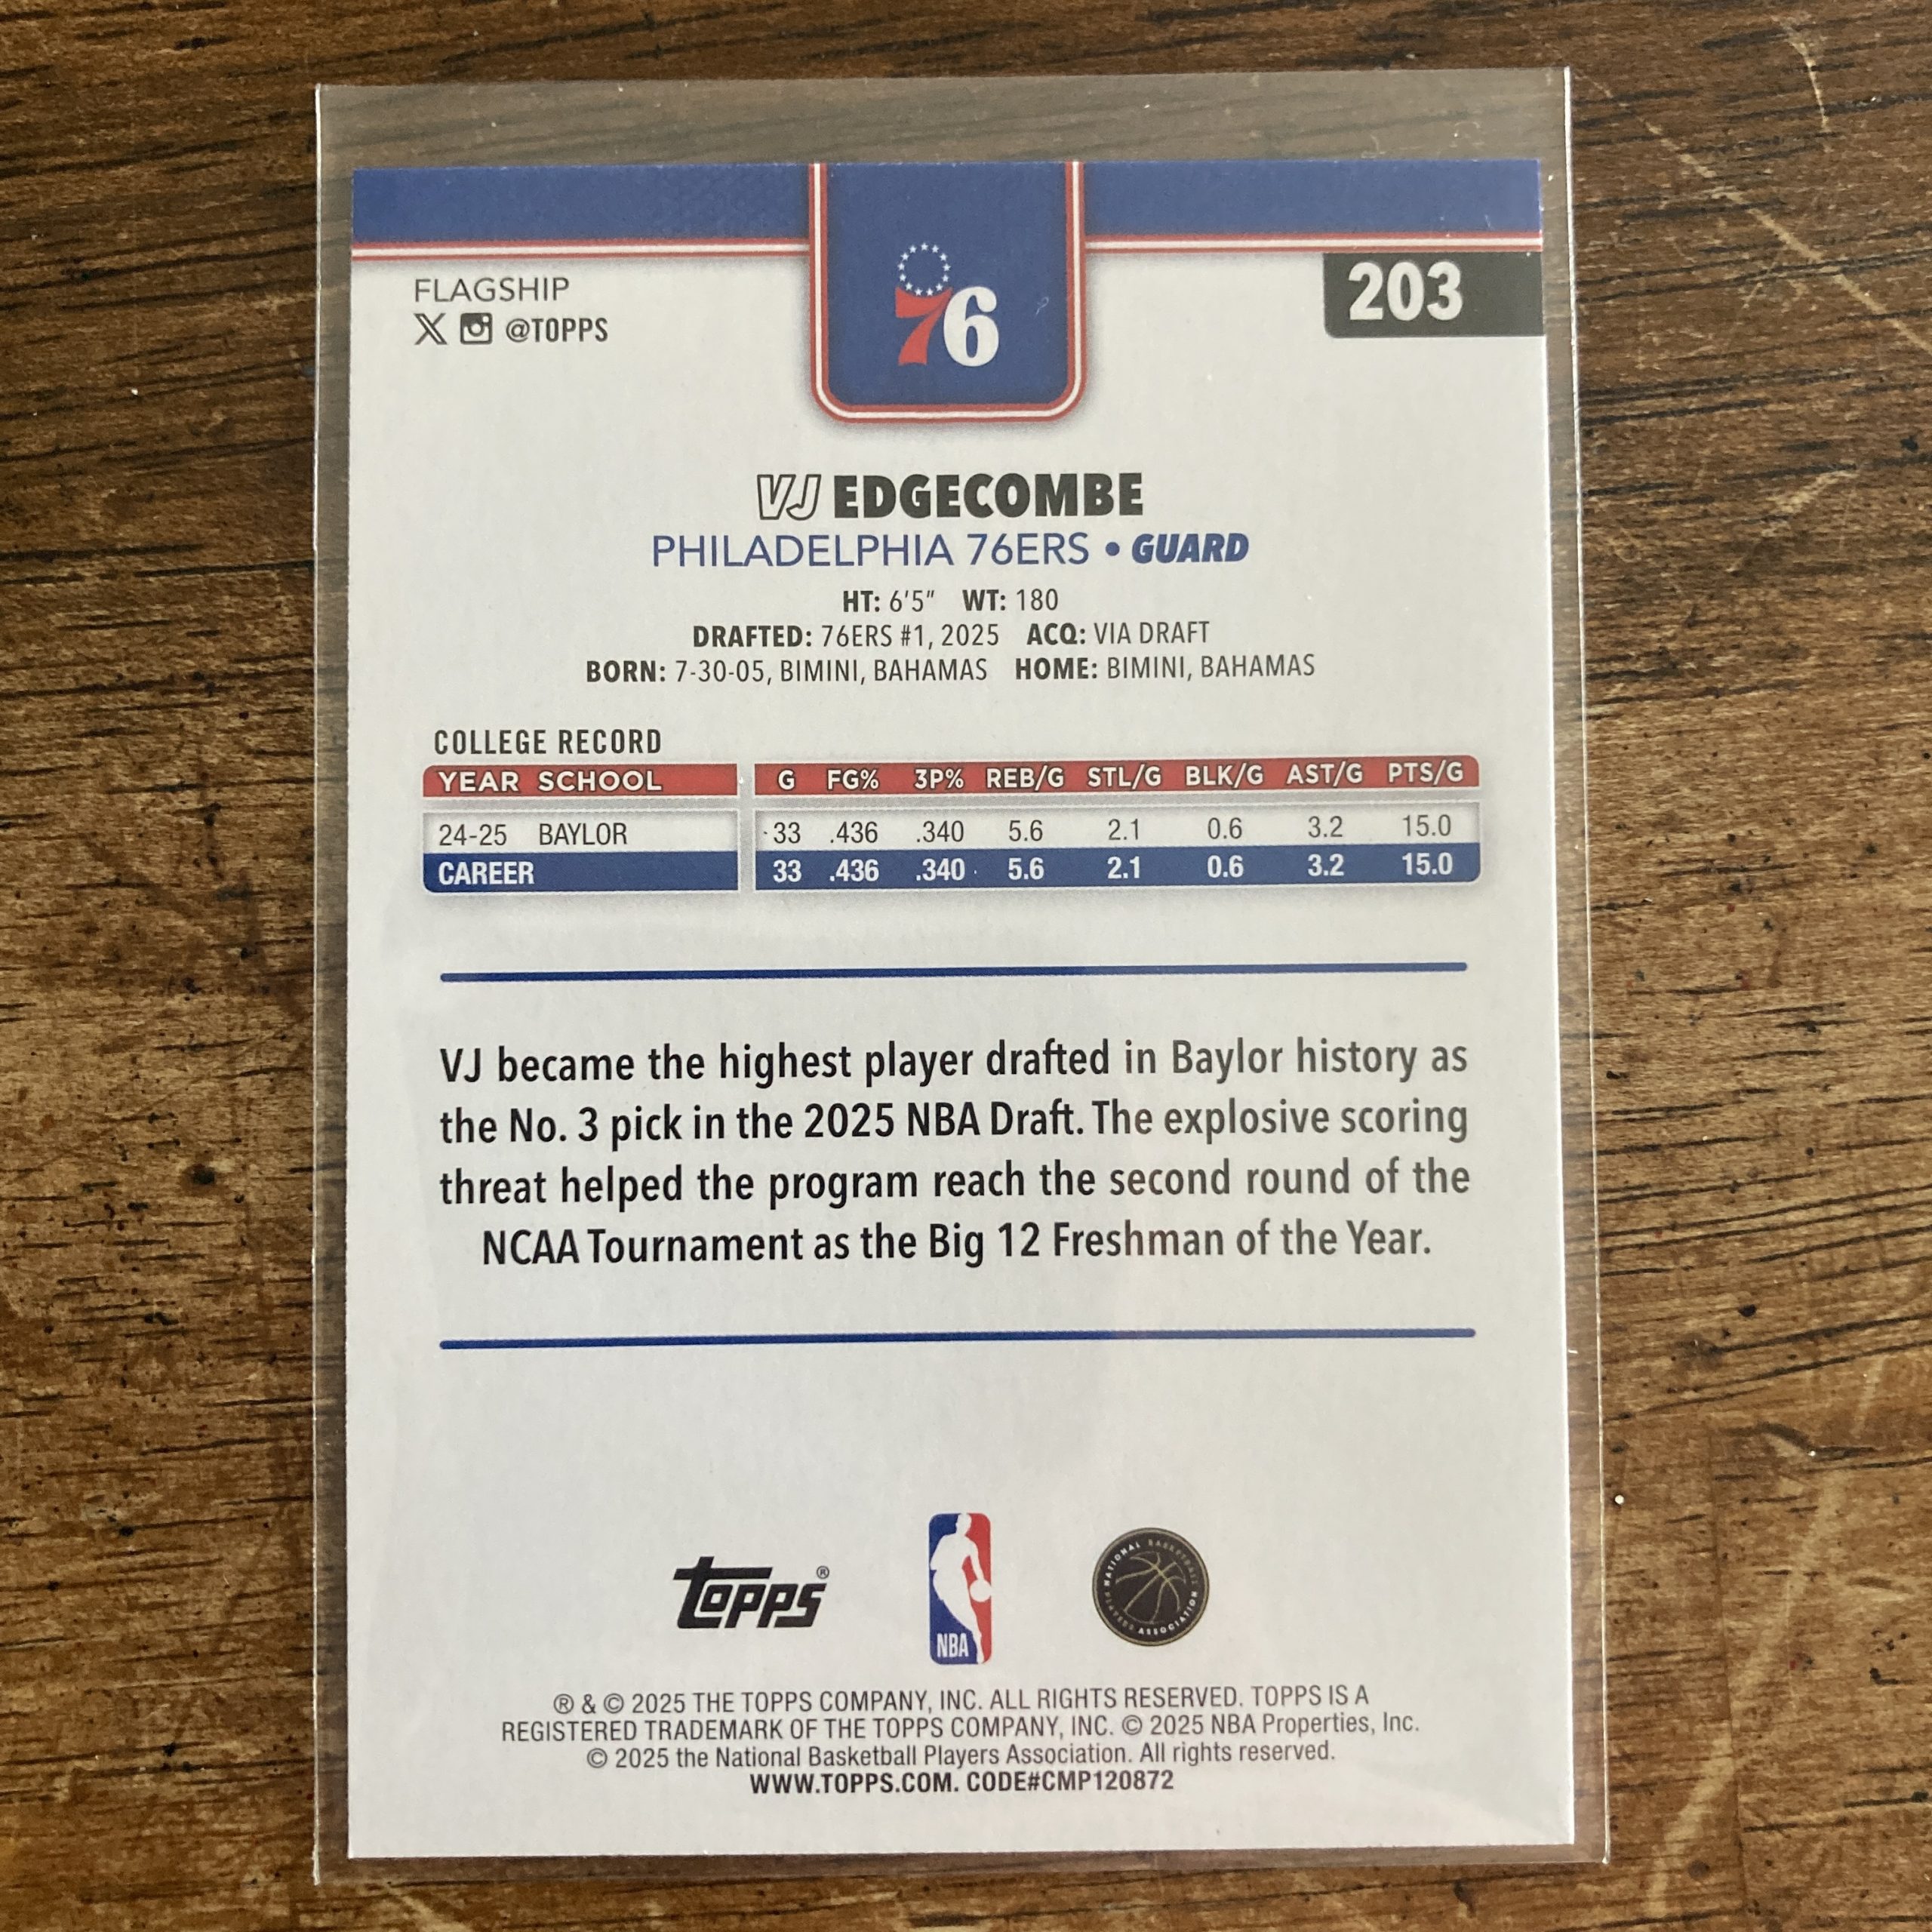 FLAGSHIP
X @TOPPS
76
203
VJ EDGECOMBE
PHILADELPHIA 76ERS • GUARD
HT: 6'5" WT: 180
DRAFTED: 76ERS #1, 2025 ACQ: VIA DRAFT
BORN: 7-30-05, BIMINI, BAHAMAS HOME: BIMINI, BAHAMAS
COLLEGE RECORD
YEAR SCHOOL G FG% 3P% REB/G STL/G BLK/G AST/G PTS/G
24-25 BAYLOR 33 .436 .340 5.6 2.1 0.6 3.2 15.0
CAREER 33 .436 .340 5.6 2.1 0.6 3.2 15.0
VJ became the highest player drafted in Baylor history as
the No. 3 pick in the 2025 NBA Draft. The explosive scoring
threat helped the program reach the second round of the
NCAA Tournament as the Big 12 Freshman of the Year.
Topps®
NBA
NATIONAL BASKETBALL PLAYERS ASSOCIATION
® & © 2025 THE TOPPS COMPANY, INC. ALL RIGHTS RESERVED. TOPPS IS A
REGISTERED TRADEMARK OF THE TOPPS COMPANY, INC. © 2025 NBA Properties, Inc.
© 2025 the National Basketball Players Association. All rights reserved.
WWW.TOPPS.COM. CODE#CMP120872